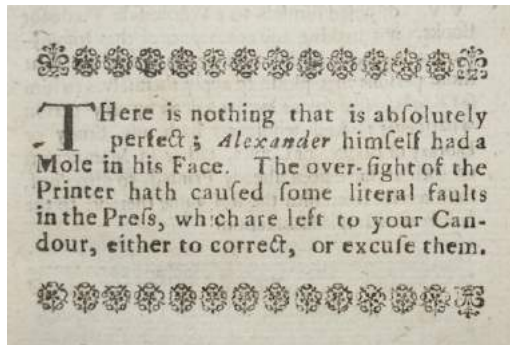 THere is nothing that is abſolutely
perfect; Alexander himſelf had a
Mole in his Face. The over-ſight of the
Printer hath cauſed ſome literal faults
in the Preſs, which are left to your Can-
dour, either to correct, or excuſe them.